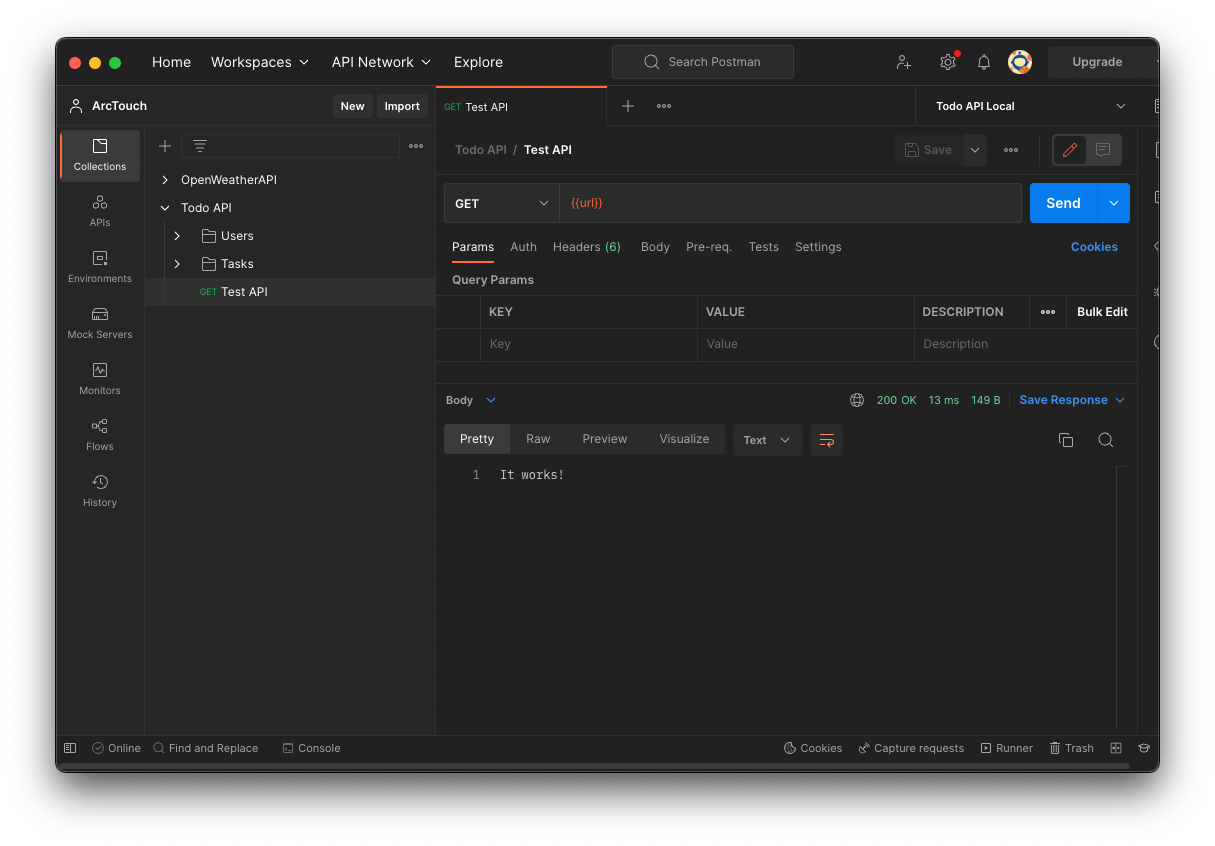 Home Workspaces API Network Explore Search Postman Upgrade
ArcTouch New Import GET Test API Todo API Local
Collections
APIs
Environments
Mock Servers
Monitors
Flows
History
OpenWeatherAPI
Todo API
Users
Tasks
GET Test API
Todo API / Test API Save
GET {{url}} Send
Params Auth Headers (6) Body Pre-req. Tests Settings Cookies
Query Params
KEY VALUE DESCRIPTION Bulk Edit
Key Value Description
Body 200 OK 13 ms 149 B Save Response
Pretty Raw Preview Visualize Text
1 It works!
Online Find and Replace Console Cookies Capture requests Runner Trash